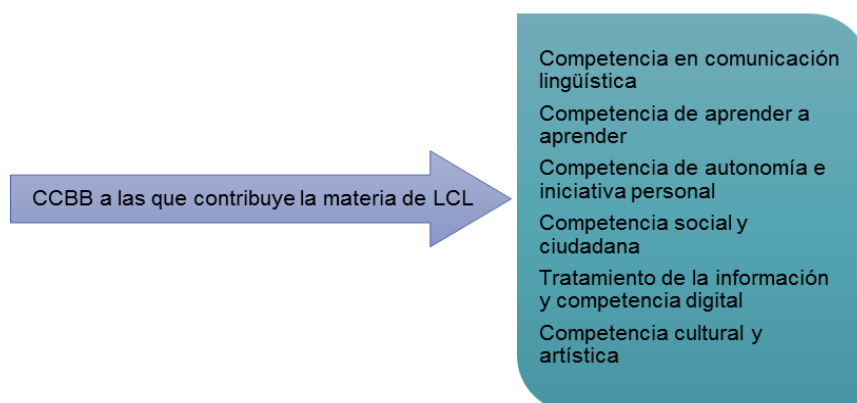 CCBB a las que contribuye la materia de LCL
Competencia en comunicación
lingüística
Competencia de aprender a
aprender
Competencia de autonomía e
iniciativa personal
Competencia social y
ciudadana
Tratamiento de la información
y competencia digital
Competencia cultural y
artística